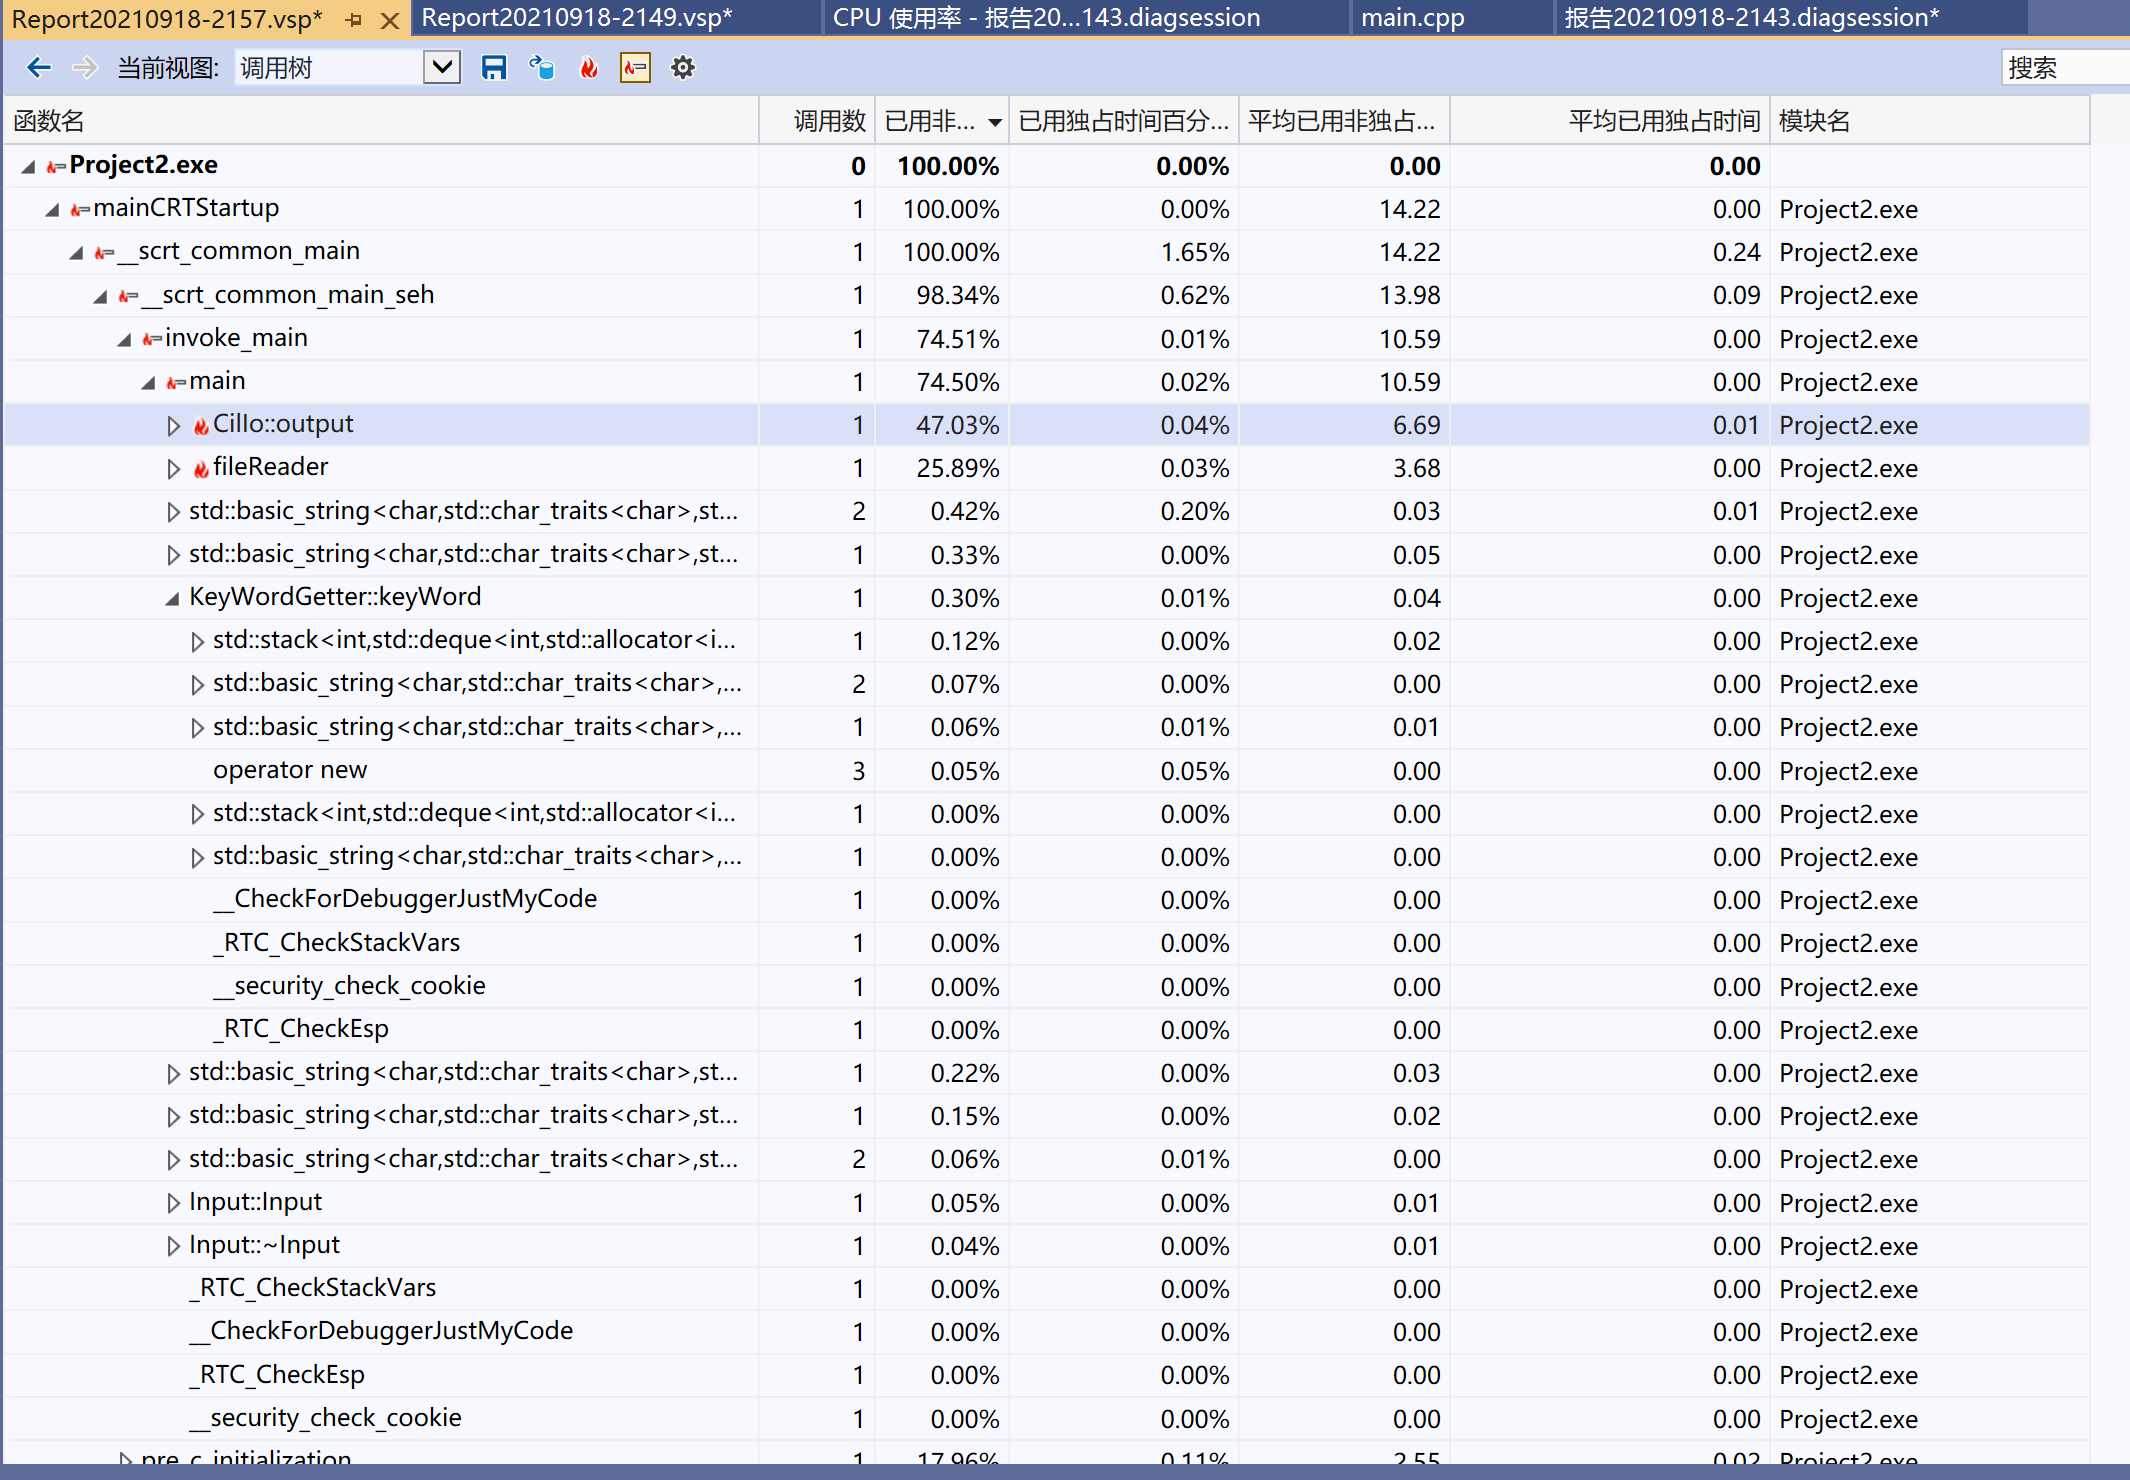 Report20210918-2157.vsp* Report20210918-2149.vsp* CPU 使用率 - 报告20...143.diagsession main.cpp 报告20210918-2143.diagsession*
当前视图: 调用树 搜索
函数名 调用数 已用非... 已用独占时间百分... 平均已用非独占... 平均已用独占时间 模块名
Project2.exe 0 100.00% 0.00% 0.00 0.00
mainCRTStartup 1 100.00% 0.00% 14.22 0.00 Project2.exe
__scrt_common_main 1 100.00% 1.65% 14.22 0.24 Project2.exe
__scrt_common_main_seh 1 98.34% 0.62% 13.98 0.09 Project2.exe
invoke_main 1 74.51% 0.01% 10.59 0.00 Project2.exe
main 1 74.50% 0.02% 10.59 0.00 Project2.exe
Cillo::output 1 47.03% 0.04% 6.69 0.01 Project2.exe
fileReader 1 25.89% 0.03% 3.68 0.00 Project2.exe
std::basic_string<char,std::char_traits<char>,st... 2 0.42% 0.20% 0.03 0.01 Project2.exe
std::basic_string<char,std::char_traits<char>,st... 1 0.33% 0.00% 0.05 0.00 Project2.exe
KeyWordGetter::keyWord 1 0.30% 0.01% 0.04 0.00 Project2.exe
std::stack<int,std::deque<int,std::allocator<i... 1 0.12% 0.00% 0.02 0.00 Project2.exe
std::basic_string<char,std::char_traits<char>,... 2 0.07% 0.00% 0.00 0.00 Project2.exe
std::basic_string<char,std::char_traits<char>,... 1 0.06% 0.01% 0.01 0.00 Project2.exe
operator new 3 0.05% 0.05% 0.00 0.00 Project2.exe
std::stack<int,std::deque<int,std::allocator<i... 1 0.00% 0.00% 0.00 0.00 Project2.exe
std::basic_string<char,std::char_traits<char>,... 1 0.00% 0.00% 0.00 0.00 Project2.exe
__CheckForDebuggerJustMyCode 1 0.00% 0.00% 0.00 0.00 Project2.exe
_RTC_CheckStackVars 1 0.00% 0.00% 0.00 0.00 Project2.exe
__security_check_cookie 1 0.00% 0.00% 0.00 0.00 Project2.exe
_RTC_CheckEsp 1 0.00% 0.00% 0.00 0.00 Project2.exe
std::basic_string<char,std::char_traits<char>,st... 1 0.22% 0.00% 0.03 0.00 Project2.exe
std::basic_string<char,std::char_traits<char>,st... 1 0.15% 0.00% 0.02 0.00 Project2.exe
std::basic_string<char,std::char_traits<char>,st... 2 0.06% 0.01% 0.00 0.00 Project2.exe
Input::Input 1 0.05% 0.00% 0.01 0.00 Project2.exe
Input::~Input 1 0.04% 0.00% 0.01 0.00 Project2.exe
_RTC_CheckStackVars 1 0.00% 0.00% 0.00 0.00 Project2.exe
__CheckForDebuggerJustMyCode 1 0.00% 0.00% 0.00 0.00 Project2.exe
_RTC_CheckEsp 1 0.00% 0.00% 0.00 0.00 Project2.exe
__security_check_cookie 1 0.00% 0.00% 0.00 0.00 Project2.exe
pre_c_initialization 1 17.96% 0.11% 2.55 0.02 Project2.exe